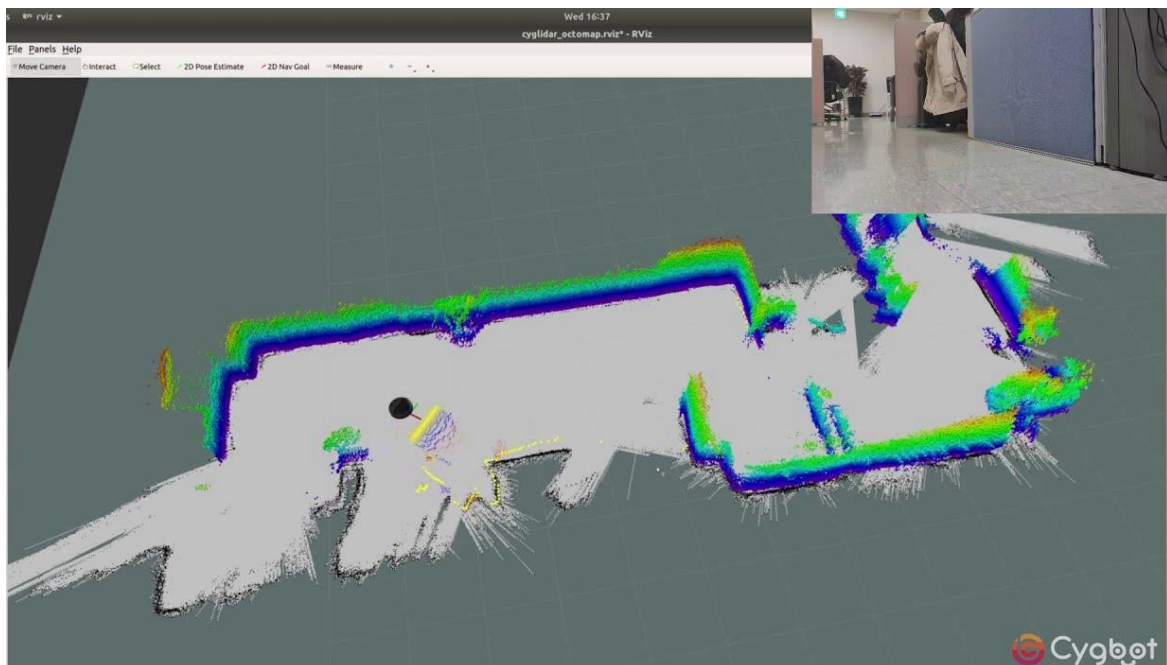 s rviz
Wed 16:37
cyglidar_octomap.rviz* - RViz
File Panels Help
Move Camera Interact Select 2D Pose Estimate 2D Nav Goal Measure
Cygbot